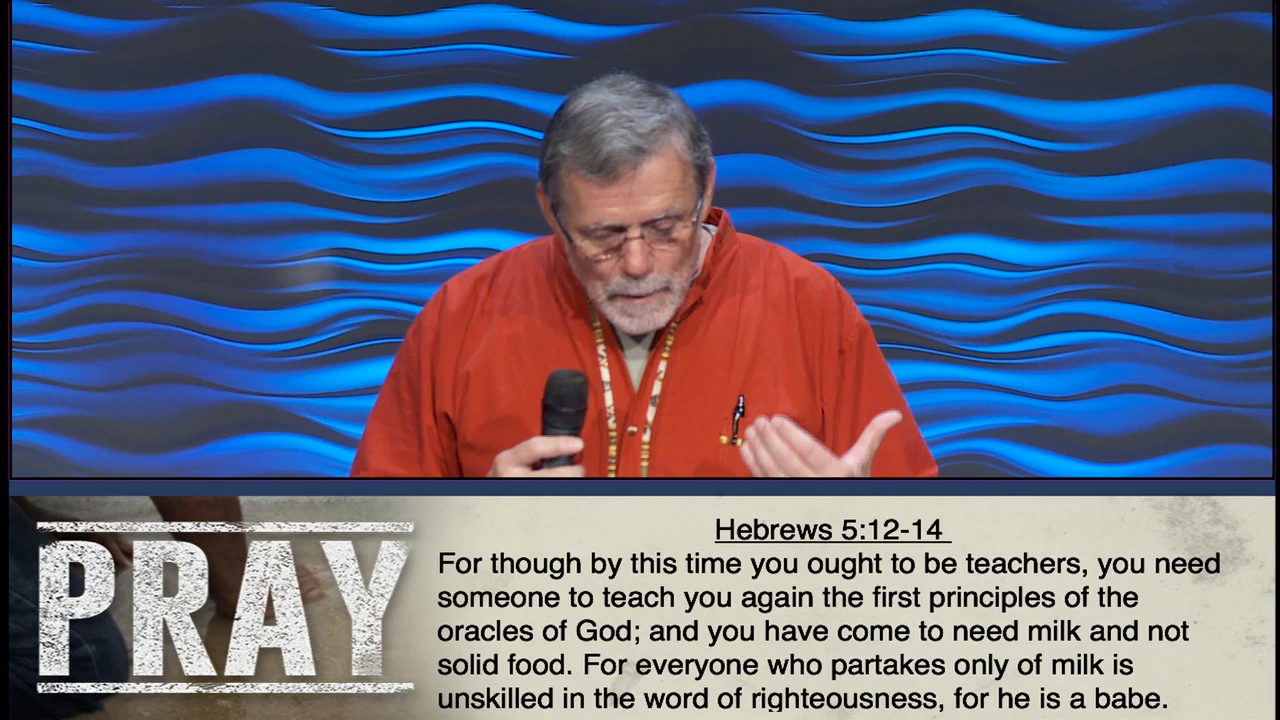 PRAY
Hebrews 5:12-14
For though by this time you ought to be teachers, you need
someone to teach you again the first principles of the
oracles of God; and you have come to need milk and not
solid food. For everyone who partakes only of milk is
unskilled in the word of righteousness, for he is a babe.